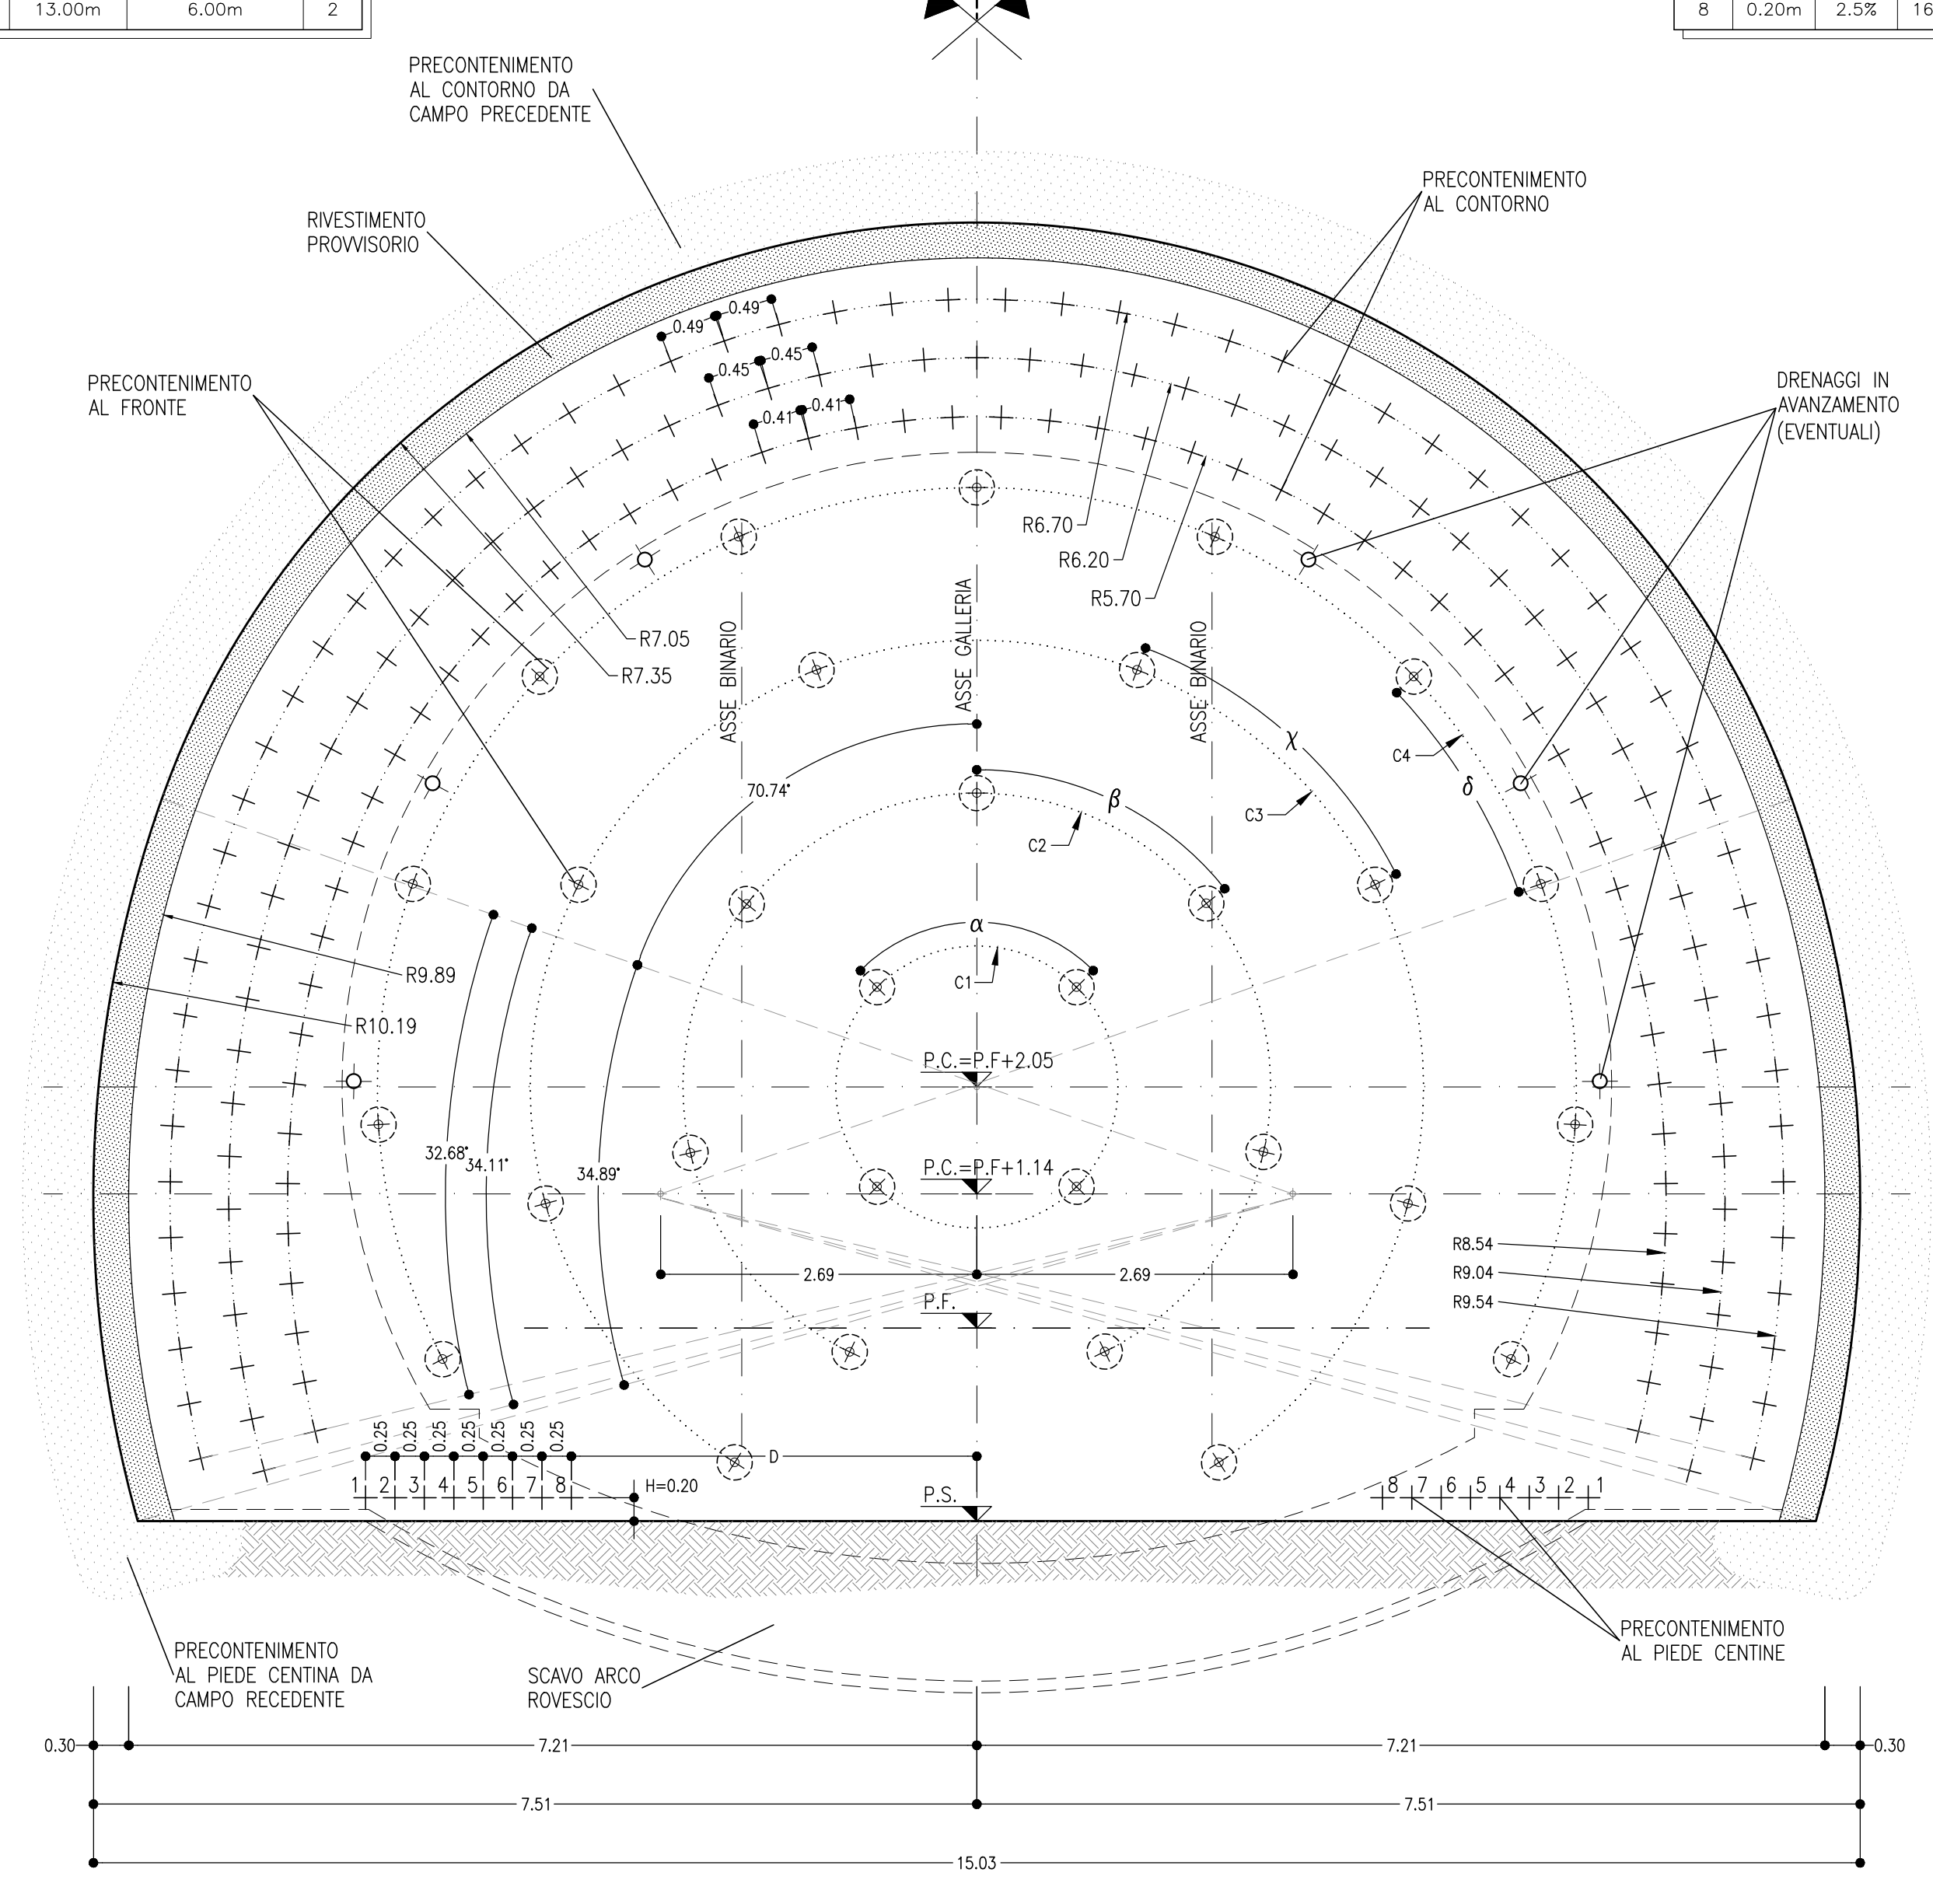 13.00m 6.00m 2
8 0.20m 2.5% 16
PRECONTENIMENTO
AL CONTORNO DA
CAMPO PRECEDENTE
PRECONTENIMENTO
AL CONTORNO
RIVESTIMENTO
PROVVISORIO
0.49 0.49
0.45 0.45
0.41 0.41
PRECONTENIMENTO
AL FRONTE
DRENAGGI IN
AVANZAMENTO
(EVENTUALI)
R6.70
R6.20
R5.70
R7.05
R7.35
ASSE BINARIO
ASSE GALLERIA
ASSE BINARIO
70.74°
χ
C4
δ
β
C3
C2
α
C1
R9.89
R10.19
P.C.=P.F+2.05
32.68°
34.11°
34.89°
P.C.=P.F+1.14
R8.54
R9.04
R9.54
2.69 2.69
P.F.
0.25 0.25 0.25 0.25 0.25 0.25 0.25
D
1 2 3 4 5 6 7 8
H=0.20
P.S.
8 7 6 5 4 3 2 1
PRECONTENIMENTO
AL PIEDE CENTINE
PRECONTENIMENTO
AL PIEDE CENTINA DA
CAMPO RECEDENTE
SCAVO ARCO
ROVESCIO
0.30 7.21 7.21 0.30
7.51 7.51
15.03